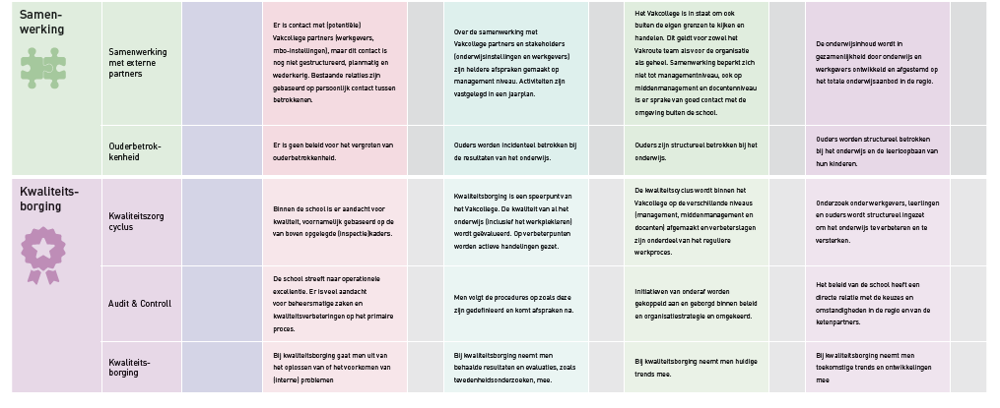 Samen-
werking
Samenwerking
met externe
partners
Er is contact met (potentiële)
Vakcollege partners (werkgevers,
mbo-instellingen), maar dit contact is
nog niet gestructureerd, planmatig en
wederkerig. Bestaande relaties zijn
gebaseerd op persoonlijk contact tussen
betrokkenen.
Over de samenwerking met
Vakcollege partners en stakeholders
(onderwijsinstellingen en werkgevers)
zijn heldere afspraken gemaakt op
management niveau. Activiteiten zijn
vastgelegd in een jaarplan.
Het Vakcollege is in staat om ook
buiten de eigen grenzen te kijken en
handelen. Dit geldt voor zowel het
Vakroute team als voor de organisatie
als geheel. Samenwerking beperkt zich
niet tot managementniveau, ook op
middenmanagement en docentenniveau
is er sprake van goed contact met de
omgeving buiten de school.
De onderwijsinhoud wordt in
gezamenlijkheid door onderwijs en
werkgevers ontwikkeld en afgestemd op
het totale onderwijsaanbod in de regio.
Ouderbetrok-
kenheid
Er is geen beleid voor het vergroten van
ouderbetrokkenheid.
Ouders worden incidenteel betrokken bij
de resultaten van het onderwijs.
Ouders zijn structureel betrokken bij het
onderwijs.
Ouders worden structureel betrokken
bij het onderwijs en de leerloopbaan van
hun kinderen.
Kwaliteits-
borging
Kwaliteitszorg
cyclus
Binnen de school is er aandacht voor
kwaliteit, voornamelijk gebaseerd op de
van boven opgelegde (inspectie)kaders.
Kwaliteitsborging is een speerpunt van
het Vakcollege. De kwaliteit van al het
onderwijs (inclusief het werkplekleren)
wordt geëvalueerd. Op verbeterpunten
worden actieve handelingen gezet.
De kwaliteitscyclus wordt binnen het
Vakcollege op de verschillende niveaus
(management, middenmanagement en
docenten) afgemaakt en verbeterslagen
zijn onderdeel van het reguliere
werkproces.
Onderzoek onder werkgevers, leerlingen
en ouders wordt structureel ingezet
om het onderwijs te verbeteren en te
versterken.
Audit & Controll
De school streeft naar operationele
excellentie. Er is veel aandacht
voor beheersmatige zaken en
kwaliteitsverbeteringen op het primaire
proces.
Men volgt de procedures op zoals deze
zijn gedefinieerd en komt afspraken na.
Initiatieven van onderaf worden
gekoppeld aan en geborgd binnen beleid
en organisatiestrategie en omgekeerd.
Het beleid van de school heeft een
directe relatie met de keuzes en
omstandigheden in de regio en van de
ketenpartners.
Kwaliteits-
borging
Bij kwaliteitsborging gaat men uit van
het oplossen van of het voorkomen van
(interne) problemen
Bij kwaliteitsborging neemt men
behaalde resultaten en evaluaties, zoals
tevedenheidsonderzoeken, mee.
Bij kwaliteitsborging neemt men huidige
trends mee.
Bij kwaliteitsborging neemt men
toekomstige trends en ontwikkelingen
mee